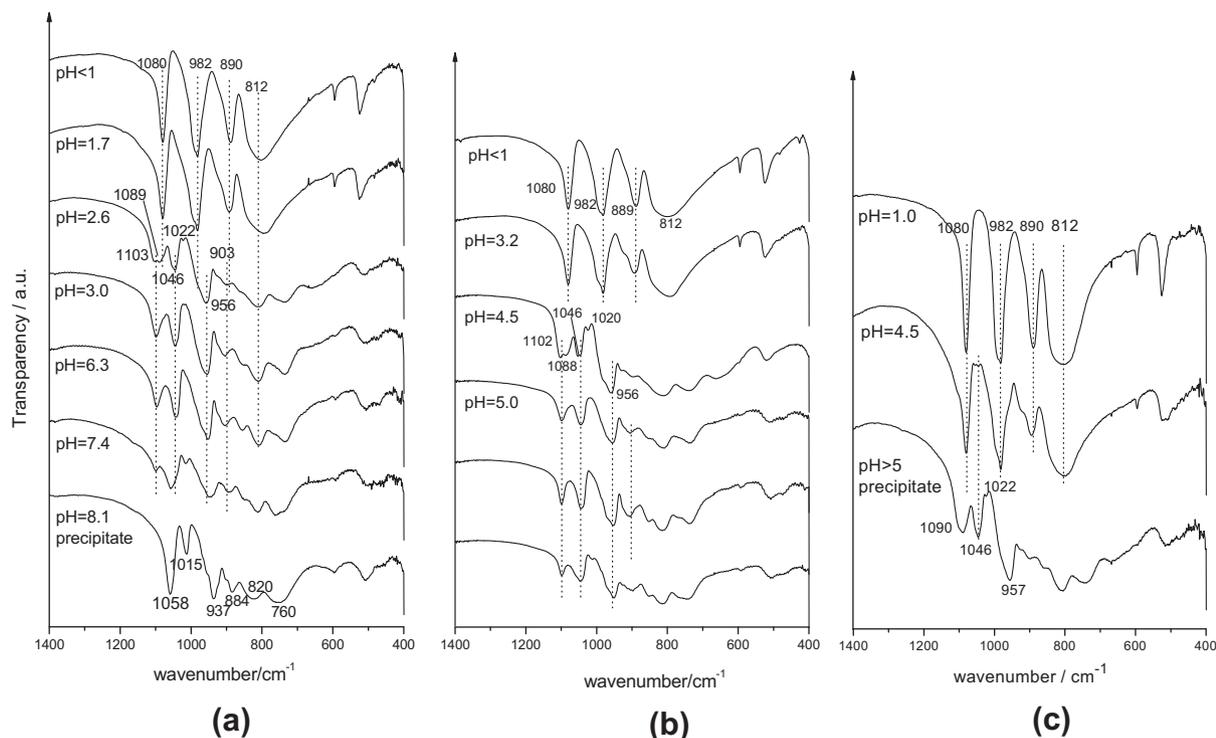 Transparency / a.u.
pH<1
1080
982
890
812
pH=1.7
1089
pH=2.6
1022
1103
1046
903
956
pH=3.0
pH=6.3
pH=7.4
pH=8.1
precipitate
1015
1058
937
884
820
760
1400 1200 1000 800 600 400
wavenumber/cm-1
(a)
pH<1
1080
982
889
812
pH=3.2
pH=4.5
1046
1020
1102
1088
956
pH=5.0
1400 1200 1000 800 600 400
wavenumber/cm-1
(b)
pH=1.0
1080
982
890
812
pH=4.5
pH>5
precipitate
1022
1090
1046
957
1400 1200 1000 800 600 400
wavenumber / cm-1
(c)